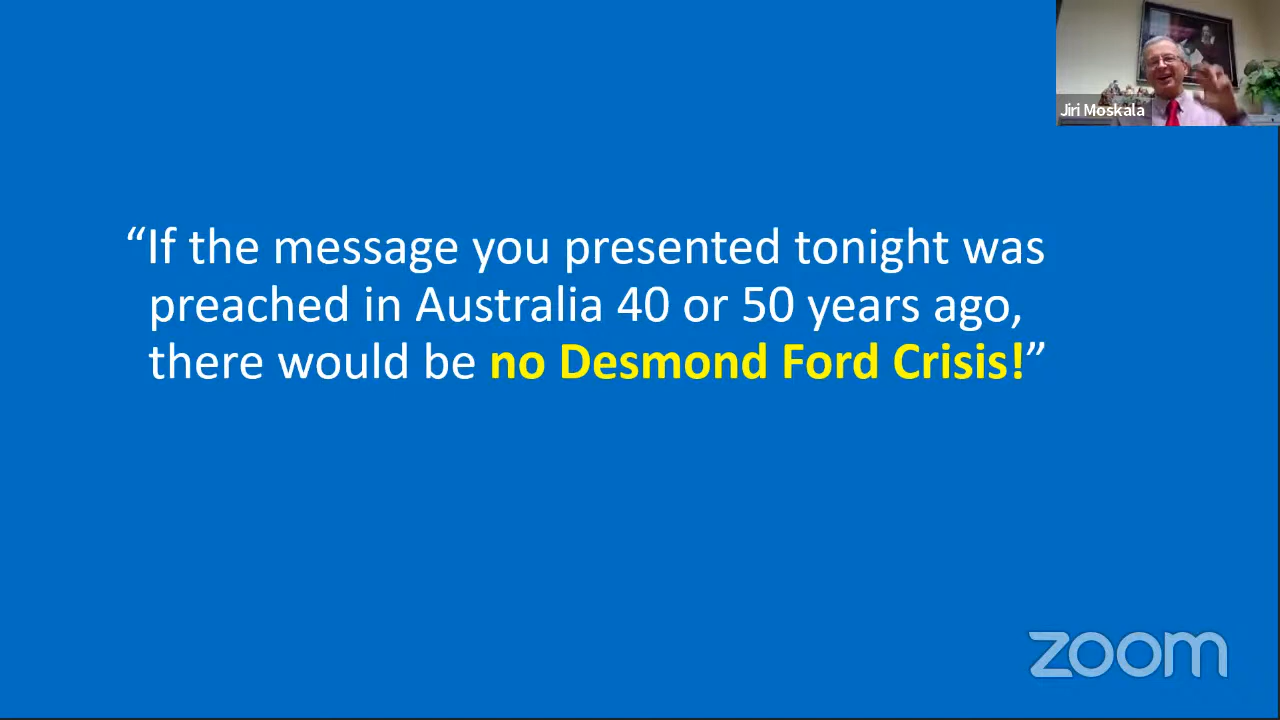 Jiri Moskala
“If the message you presented tonight was
preached in Australia 40 or 50 years ago,
there would be no Desmond Ford Crisis!”
zoom